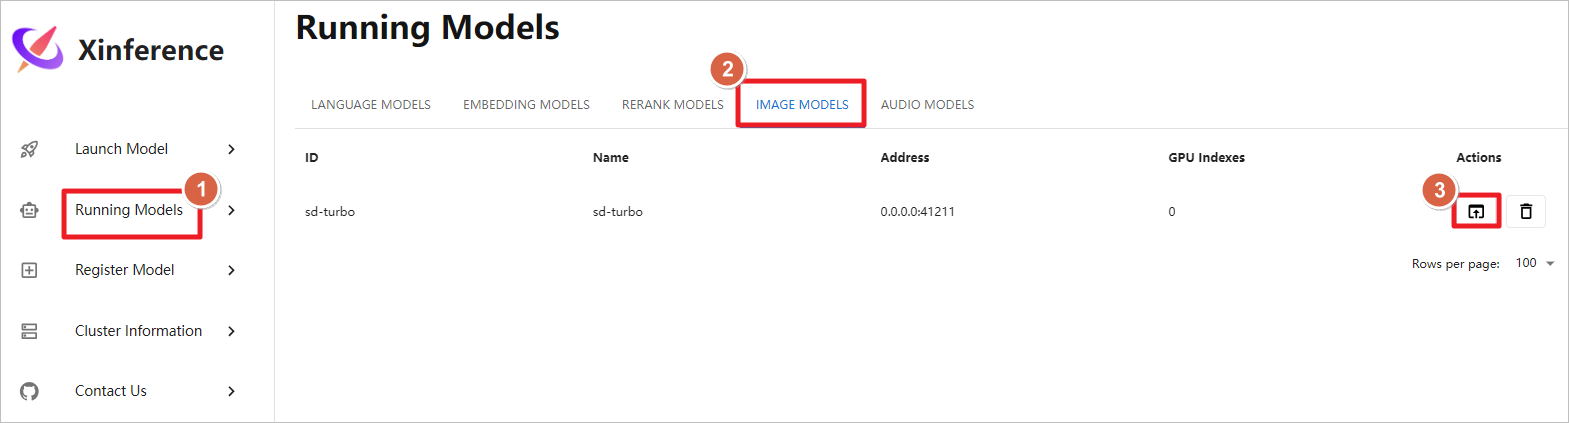 Xinference
Launch Model
1
Running Models
Register Model
Cluster Information
Contact Us
Running Models
2
LANGUAGE MODELS EMBEDDING MODELS RERANK MODELS IMAGE MODELS AUDIO MODELS
ID Name Address GPU Indexes Actions
3
sd-turbo sd-turbo 0.0.0.0:41211 0
Rows per page: 100